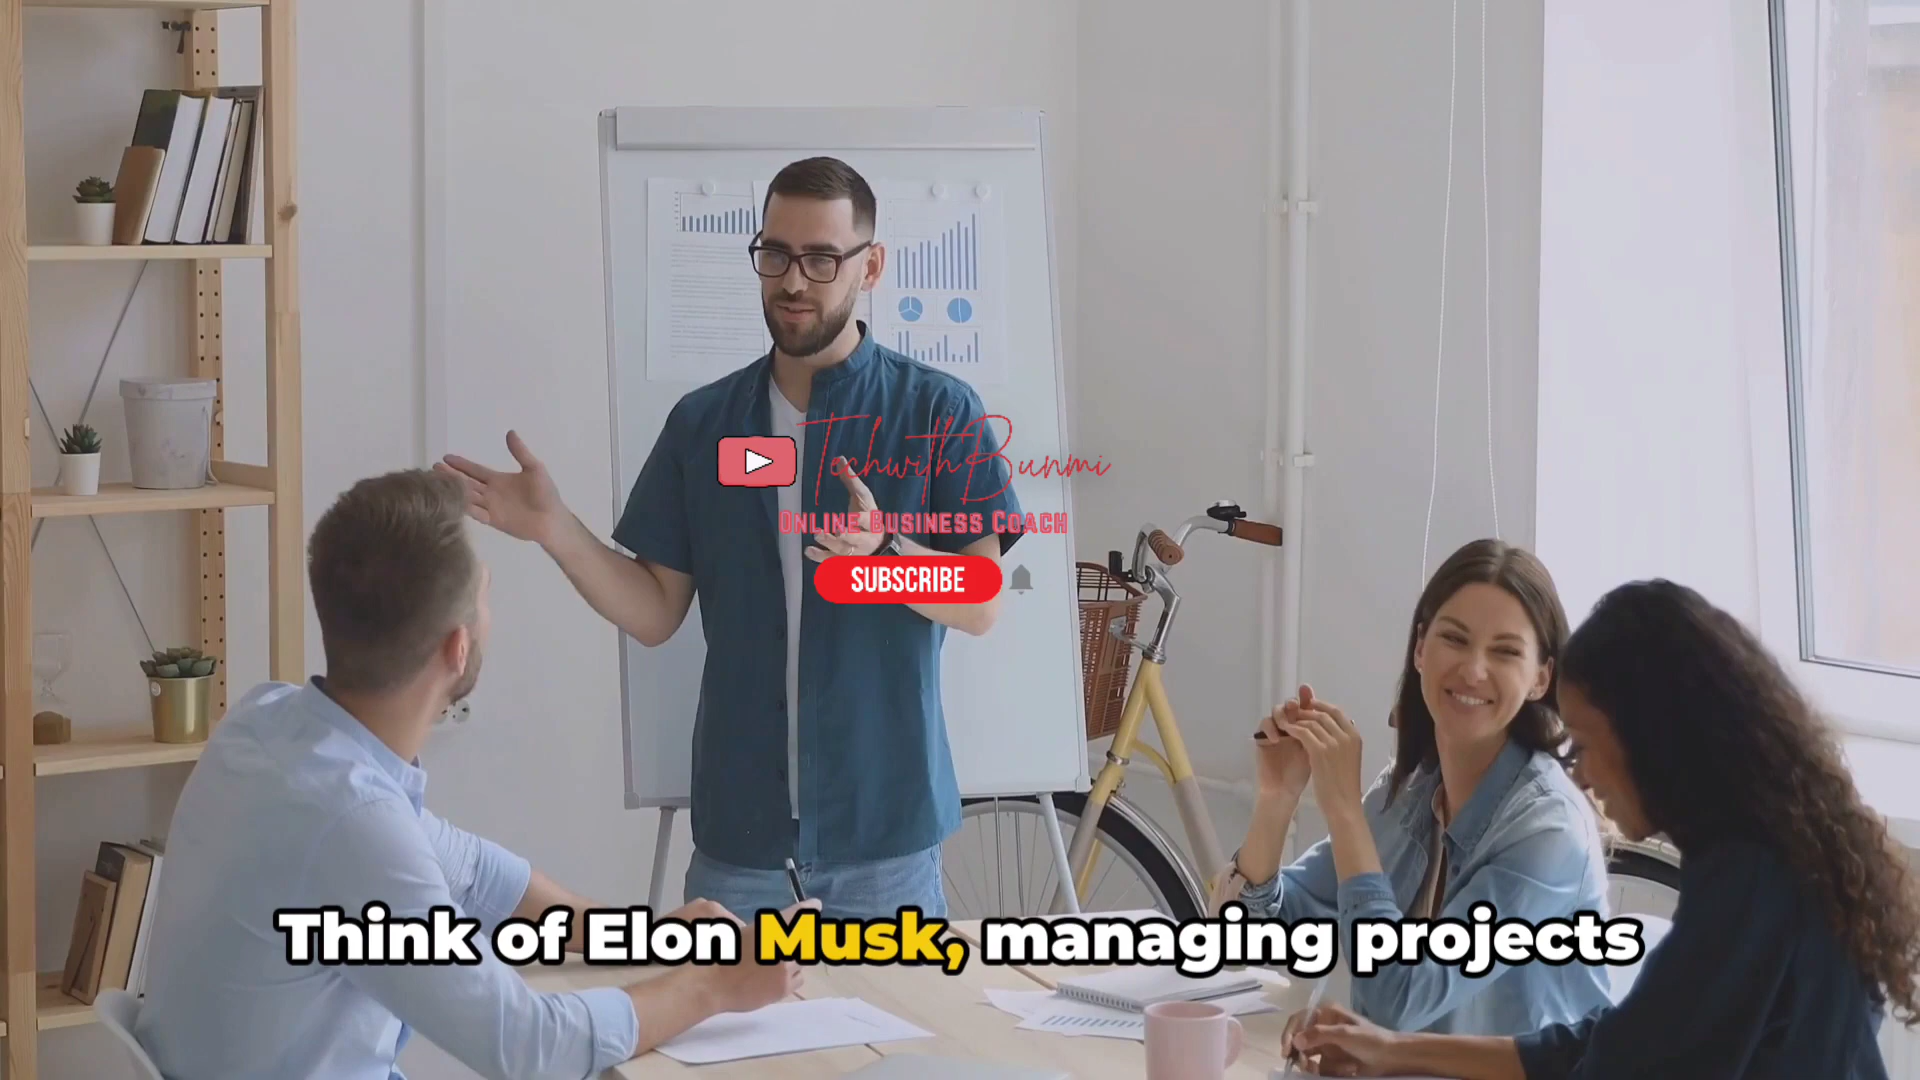 TechwithBunmi
Online Business Coach
SUBSCRIBE
Think of Elon Musk, managing projects